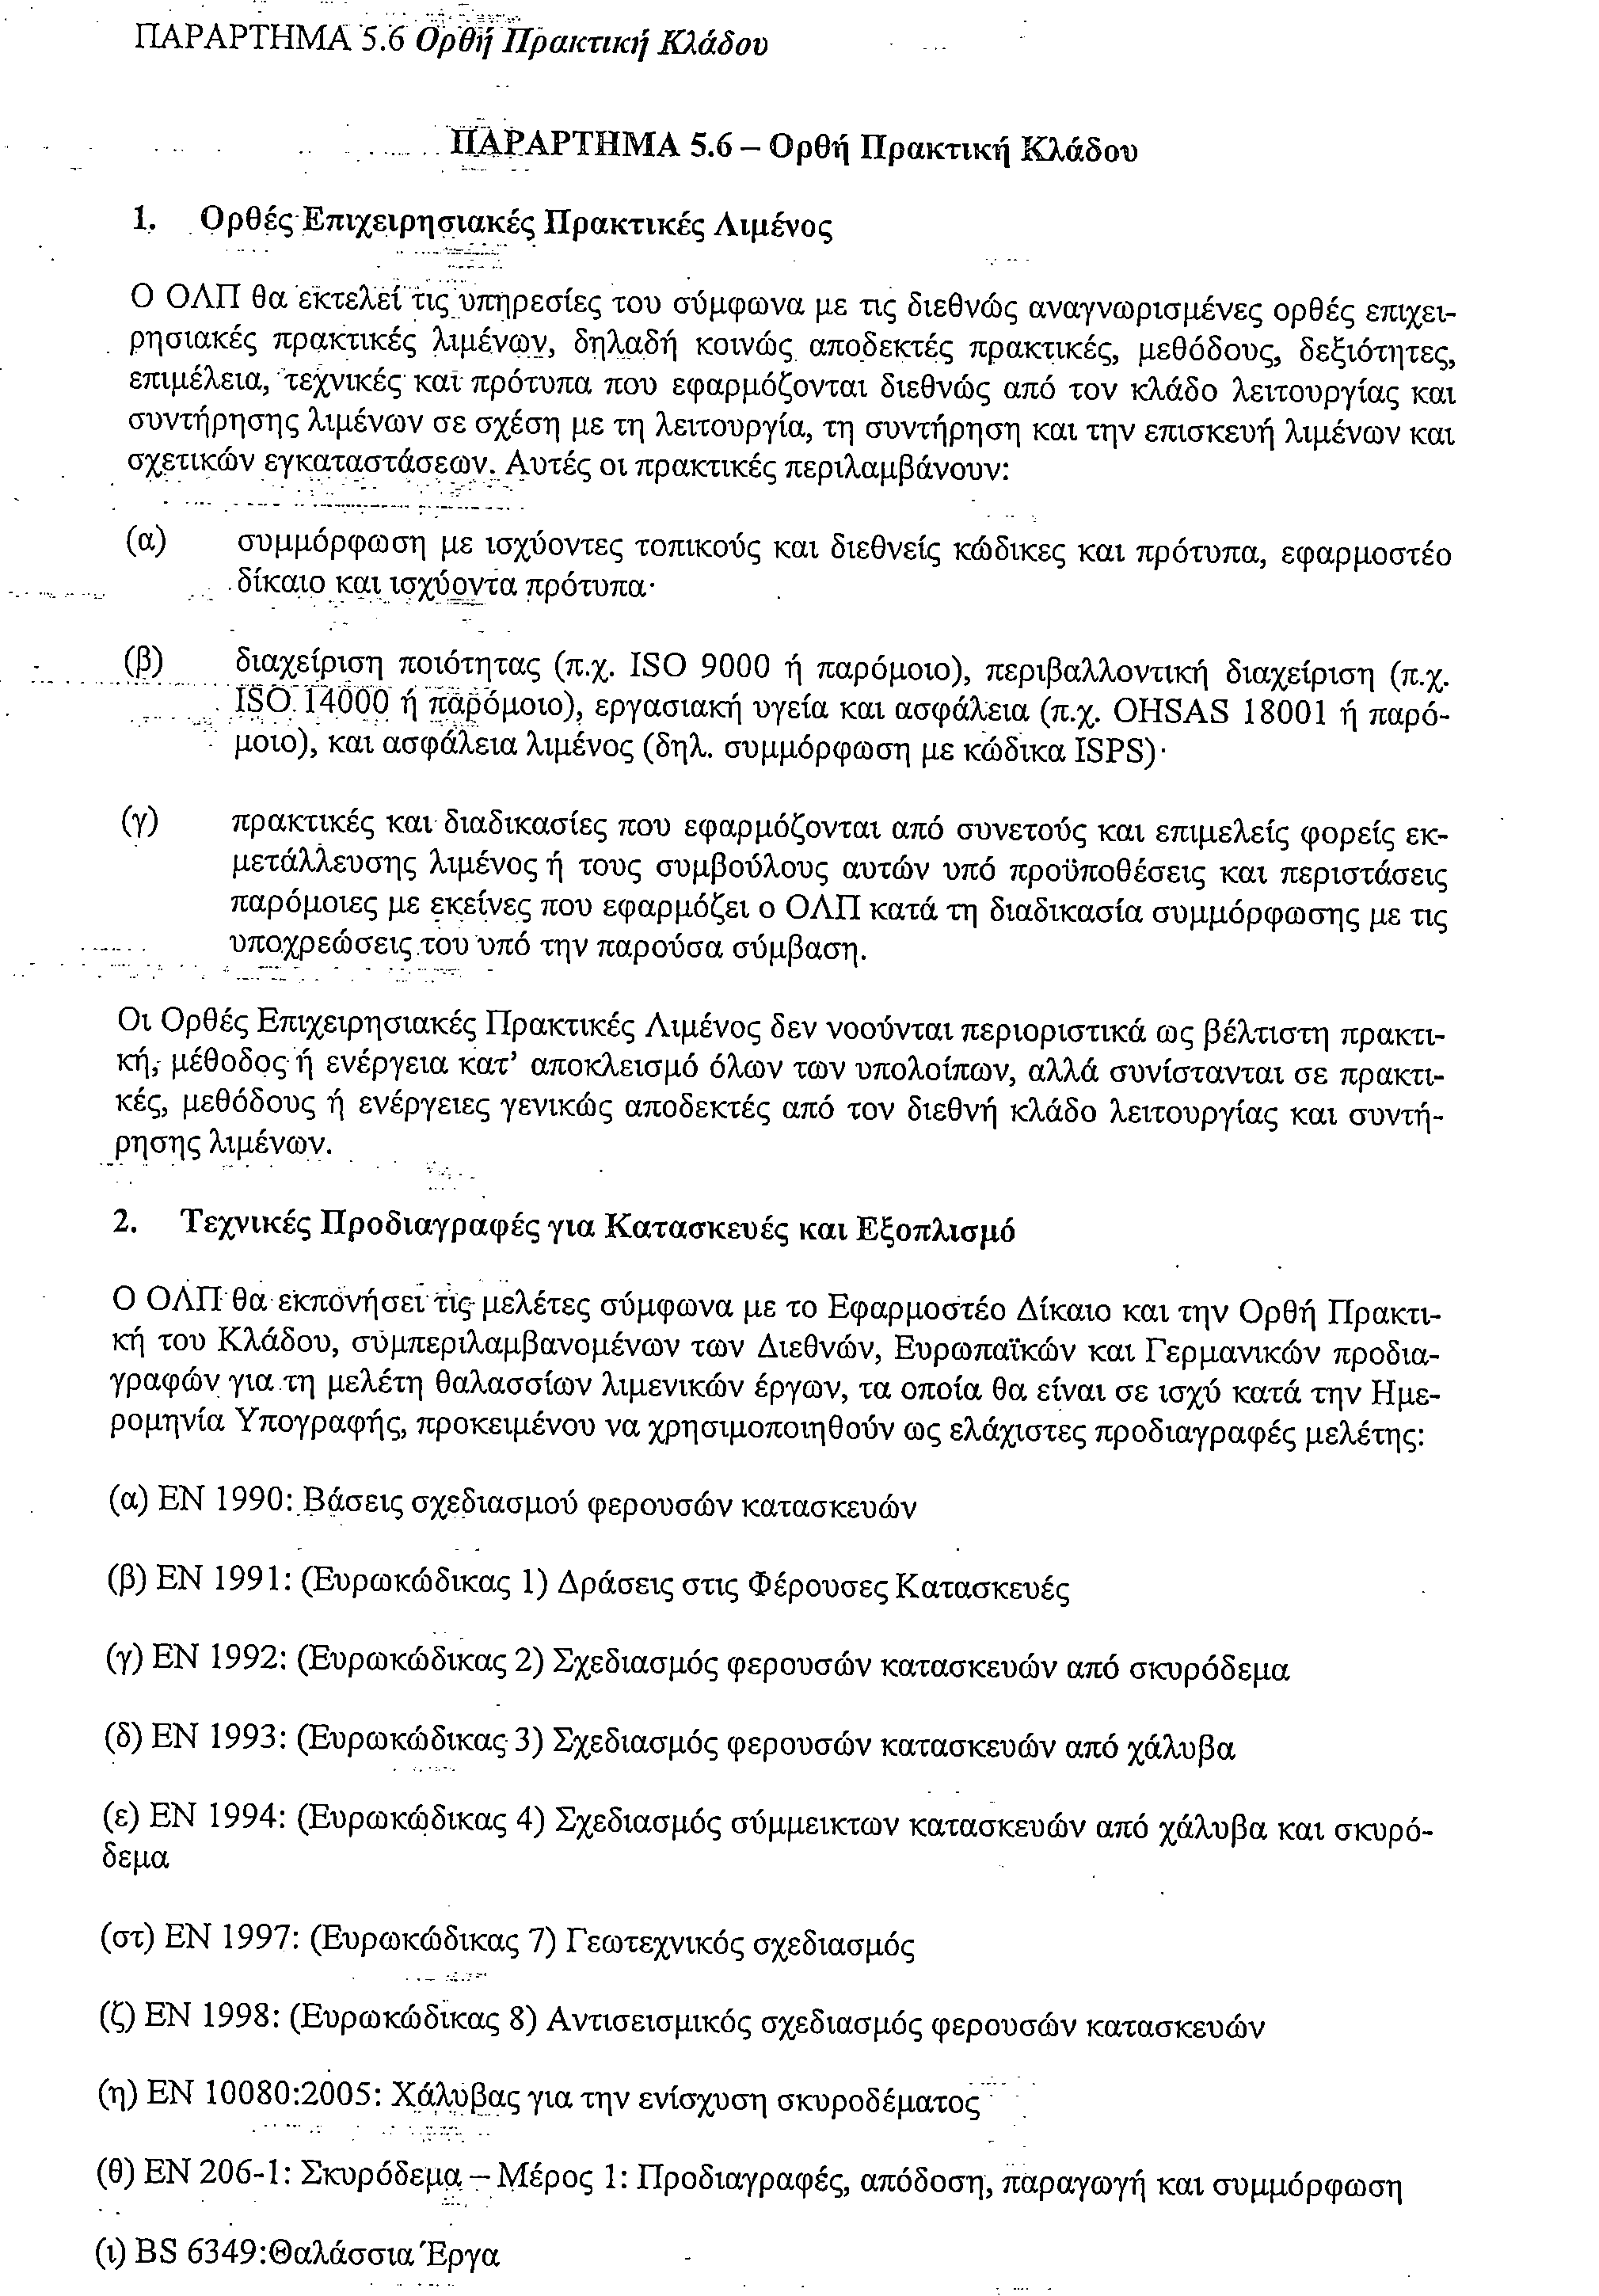 ΠΑΡΑΡΤΗΜΑ 5.6 Ορθή Πρακτική Κλάδου
ΠΑΡΑΡΤΗΜΑ 5.6 – Ορθή Πρακτική Κλάδου
1. Ορθές Επιχειρησιακές Πρακτικές Λιμένος
Ο ΟΛΠ θα εκτελεί τις υπηρεσίες του σύμφωνα με τις διεθνώς αναγνωρισμένες ορθές επιχει-
ρησιακές πρακτικές λιμένων, δηλαδή κοινώς αποδεκτές πρακτικές, μεθόδους, δεξιότητες,
επιμέλεια, τεχνικές και πρότυπα που εφαρμόζονται διεθνώς από τον κλάδο λειτουργίας και
συντήρησης λιμένων σε σχέση με τη λειτουργία, τη συντήρηση και την επισκευή λιμένων και
σχετικών εγκαταστάσεων. Αυτές οι πρακτικές περιλαμβάνουν:
(α) συμμόρφωση με ισχύοντες τοπικούς και διεθνείς κώδικες και πρότυπα, εφαρμοστέο
δίκαιο και ισχύοντα πρότυπα·
(β) διαχείριση ποιότητας (π.χ. ISO 9000 ή παρόμοιο), περιβαλλοντική διαχείριση (π.χ.
ISO 14000 ή παρόμοιο), εργασιακή υγεία και ασφάλεια (π.χ. OHSAS 18001 ή παρό-
μοιο), και ασφάλεια λιμένος (δηλ. συμμόρφωση με κώδικα ISPS)·
(γ) πρακτικές και διαδικασίες που εφαρμόζονται από συνετούς και επιμελείς φορείς εκ-
μετάλλευσης λιμένος ή τους συμβούλους αυτών υπό προϋποθέσεις και περιστάσεις
παρόμοιες με εκείνες που εφαρμόζει ο ΟΛΠ κατά τη διαδικασία συμμόρφωσης με τις
υποχρεώσεις του υπό την παρούσα σύμβαση.
Οι Ορθές Επιχειρησιακές Πρακτικές Λιμένος δεν νοούνται περιοριστικά ως βέλτιστη πρακτι-
κή, μέθοδος ή ενέργεια κατ’ αποκλεισμό όλων των υπολοίπων, αλλά συνίστανται σε πρακτι-
κές, μεθόδους ή ενέργειες γενικώς αποδεκτές από τον διεθνή κλάδο λειτουργίας και συντή-
ρησης λιμένων.
2. Τεχνικές Προδιαγραφές για Κατασκευές και Εξοπλισμό
Ο ΟΛΠ θα εκπονήσει τις μελέτες σύμφωνα με το Εφαρμοστέο Δίκαιο και την Ορθή Πρακτι-
κή του Κλάδου, συμπεριλαμβανομένων των Διεθνών, Ευρωπαϊκών και Γερμανικών προδια-
γραφών για τη μελέτη θαλασσίων λιμενικών έργων, τα οποία θα είναι σε ισχύ κατά την Ημε-
ρομηνία Υπογραφής, προκειμένου να χρησιμοποιηθούν ως ελάχιστες προδιαγραφές μελέτης:
(α) EN 1990: Βάσεις σχεδιασμού φερουσών κατασκευών
(β) EN 1991: (Ευρωκώδικας 1) Δράσεις στις Φέρουσες Κατασκευές
(γ) EN 1992: (Ευρωκώδικας 2) Σχεδιασμός φερουσών κατασκευών από σκυρόδεμα
(δ) EN 1993: (Ευρωκώδικας 3) Σχεδιασμός φερουσών κατασκευών από χάλυβα
(ε) EN 1994: (Ευρωκώδικας 4) Σχεδιασμός σύμμεικτων κατασκευών από χάλυβα και σκυρό-
δεμα
(στ) EN 1997: (Ευρωκώδικας 7) Γεωτεχνικός σχεδιασμός
(ζ) EN 1998: (Ευρωκώδικας 8) Αντισεισμικός σχεδιασμός φερουσών κατασκευών
(η) EN 10080:2005: Χάλυβας για την ενίσχυση σκυροδέματος
(θ) EN 206-1: Σκυρόδεμα – Μέρος 1: Προδιαγραφές, απόδοση, παραγωγή και συμμόρφωση
(ι) BS 6349:Θαλάσσια Έργα